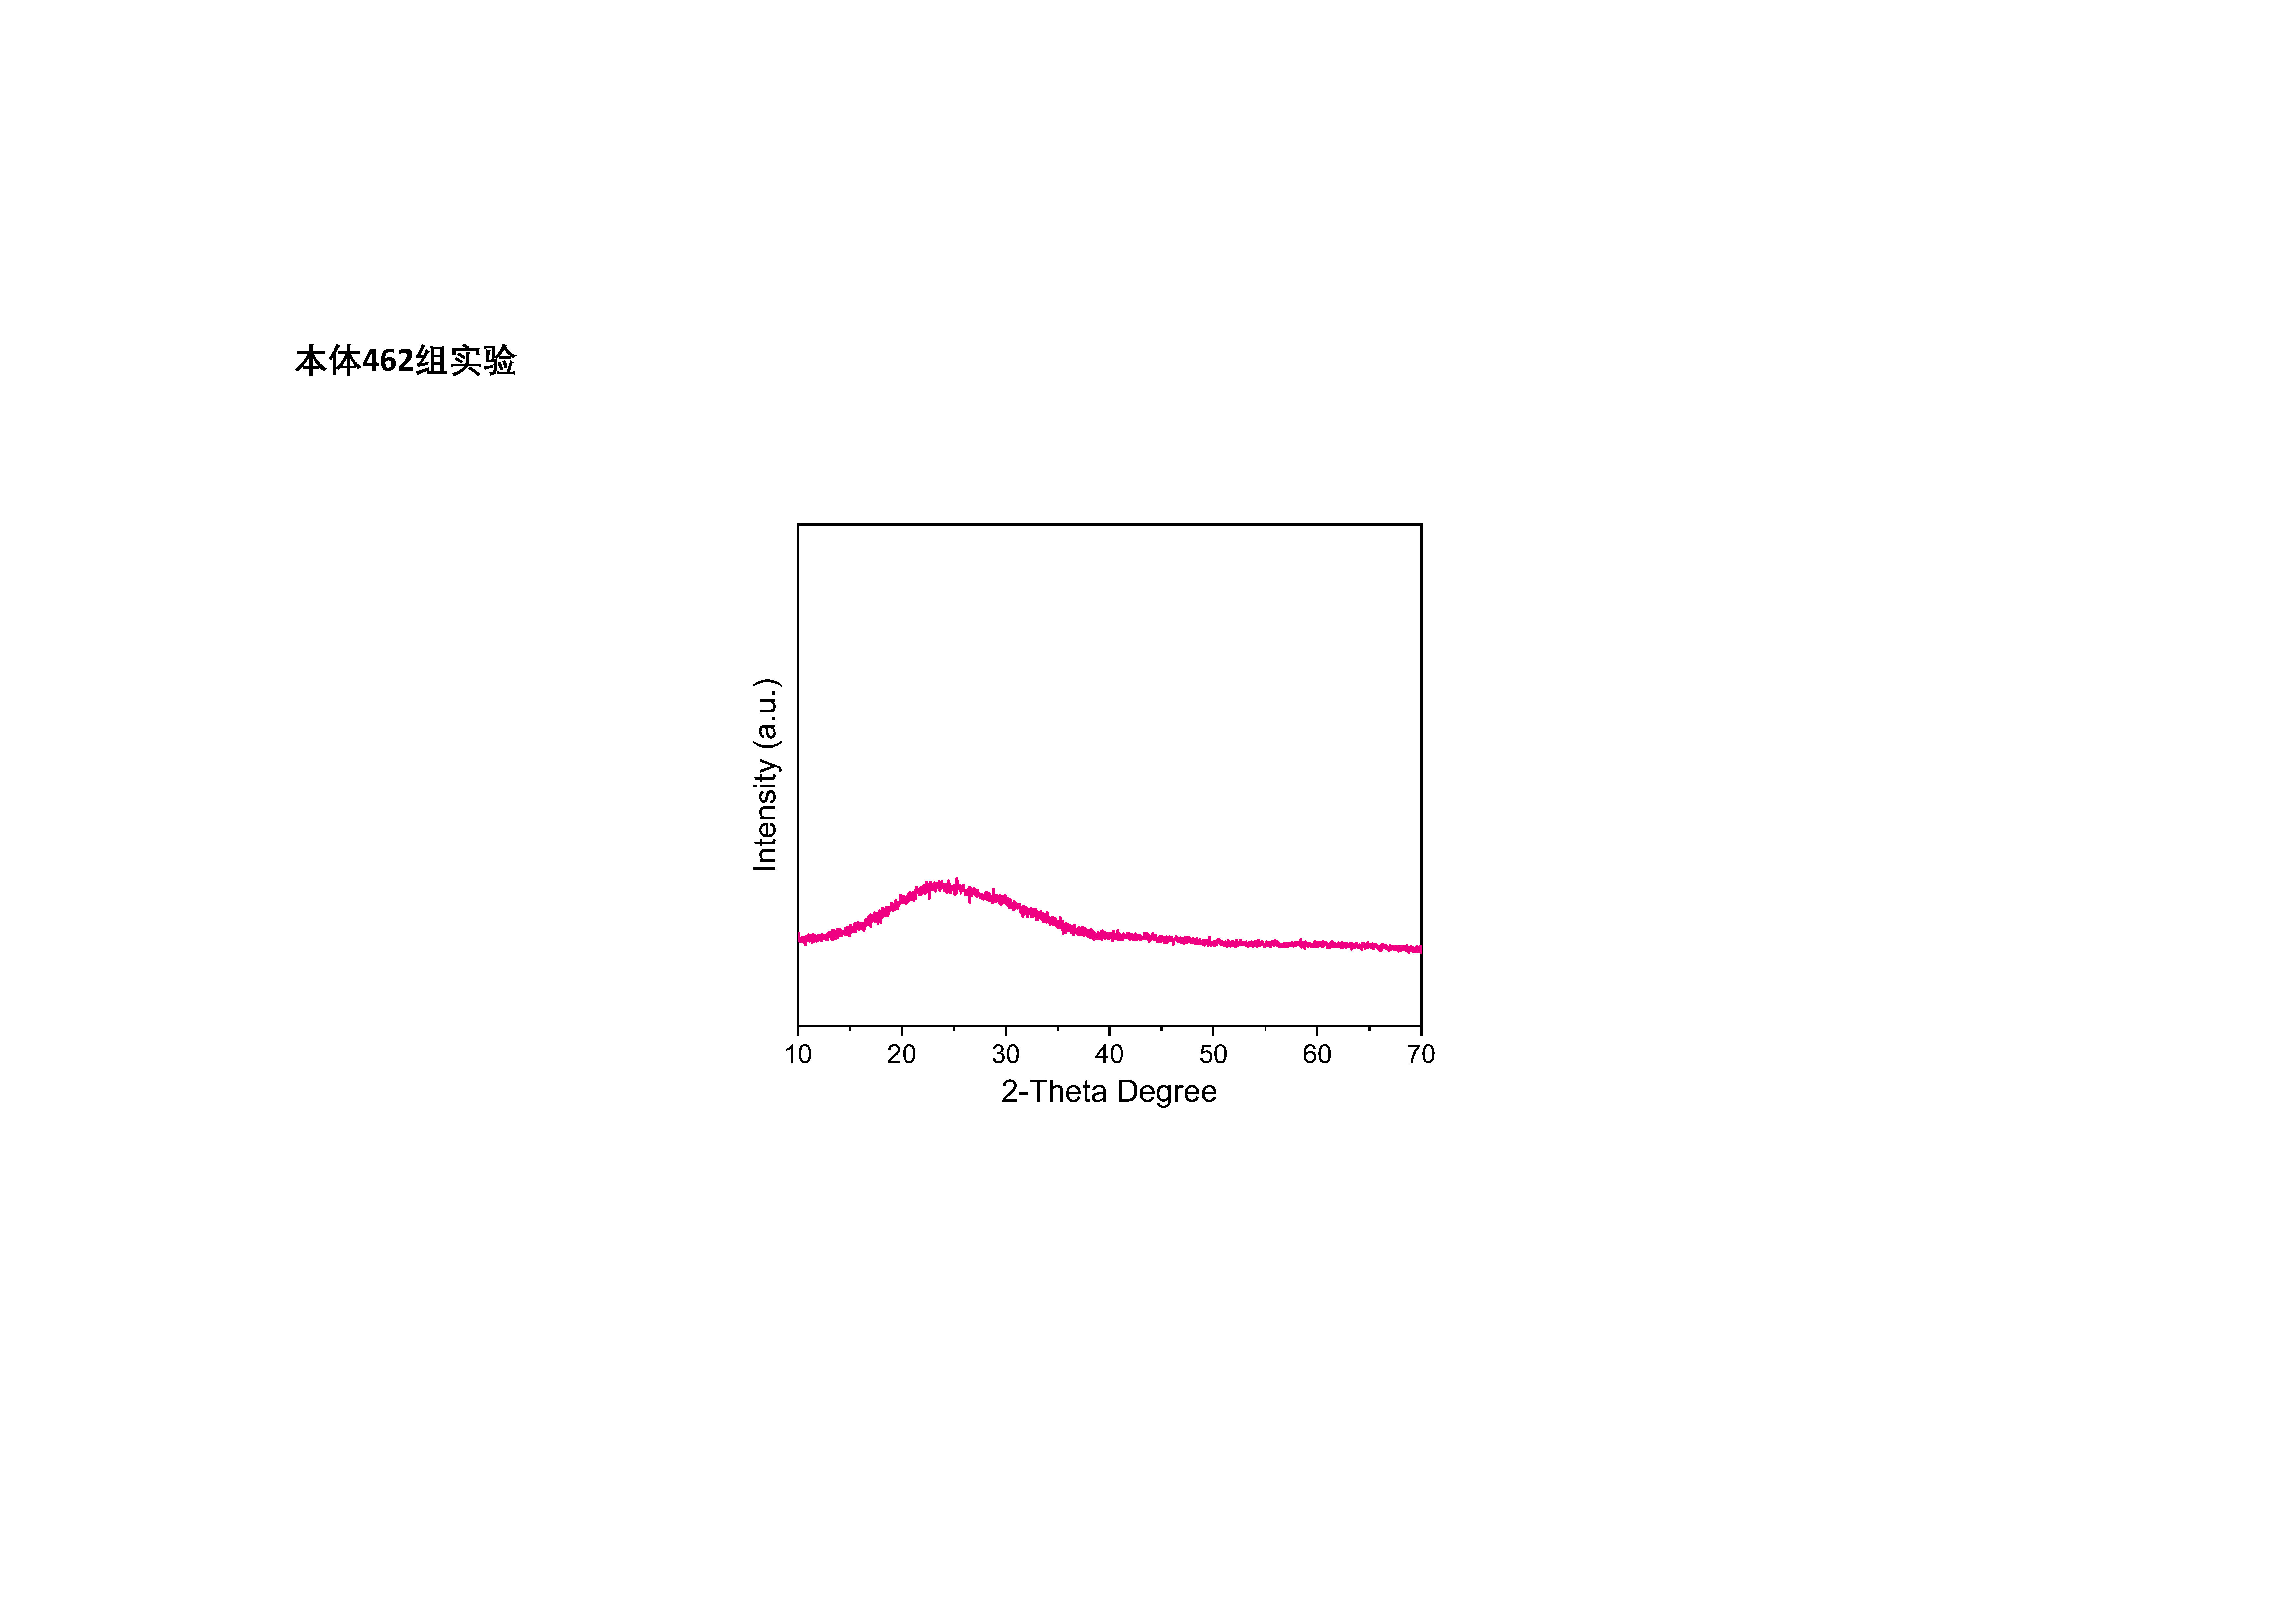 本体462组实验
Intensity (a.u.)
10 20 30 40 50 60 70
2-Theta Degree